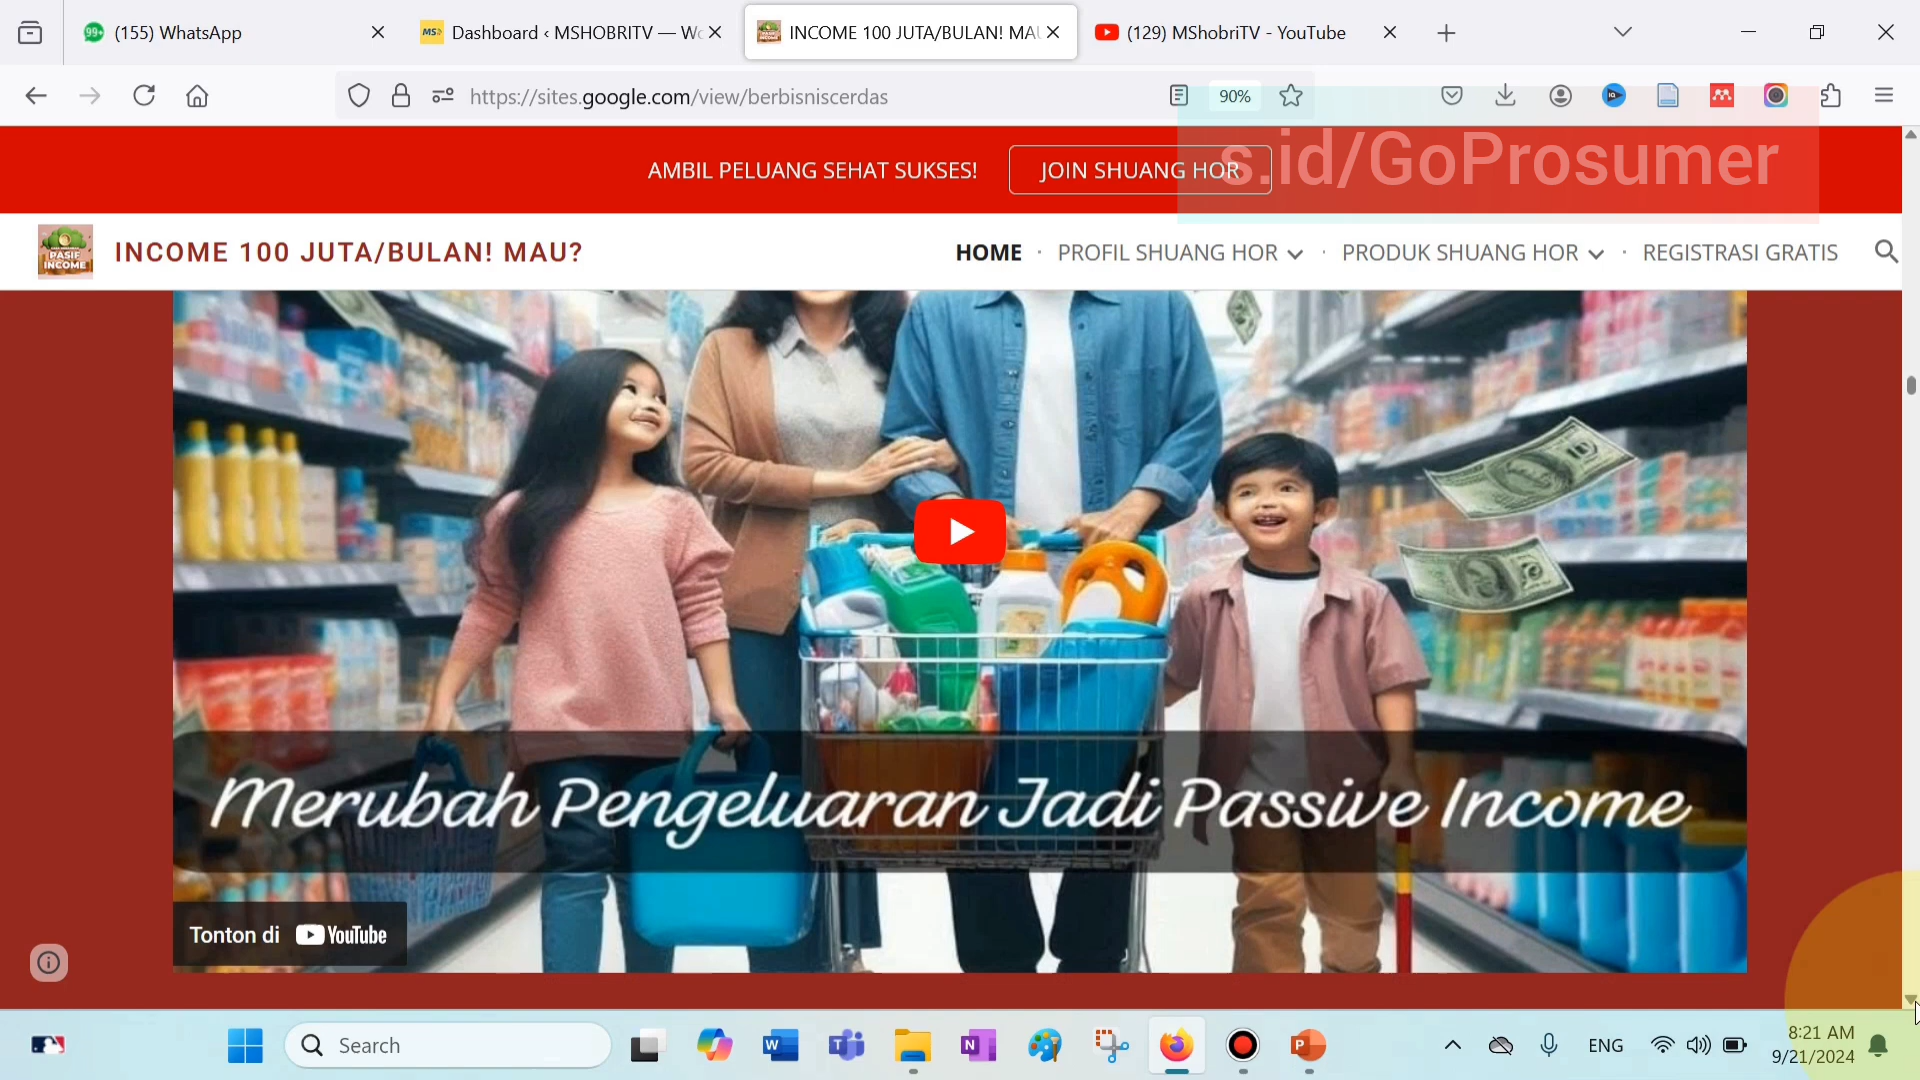 (155) WhatsApp
Dashboard ‹ MSHOBRITV — Wo
INCOME 100 JUTA/BULAN! MAU
(129) MShobriTV - YouTube
https://sites.google.com/view/berbisniscerdas
90%
AMBIL PELUANG SEHAT SUKSES!
JOIN SHUANG HOR
s.id/GoProsumer
PASIF
INCOME
INCOME 100 JUTA/BULAN! MAU?
HOME
PROFIL SHUANG HOR
PRODUK SHUANG HOR
REGISTRASI GRATIS
Merubah Pengeluaran Jadi Passive Income
Tonton di YouTube
Search
ENG
8:21 AM
9/21/2024